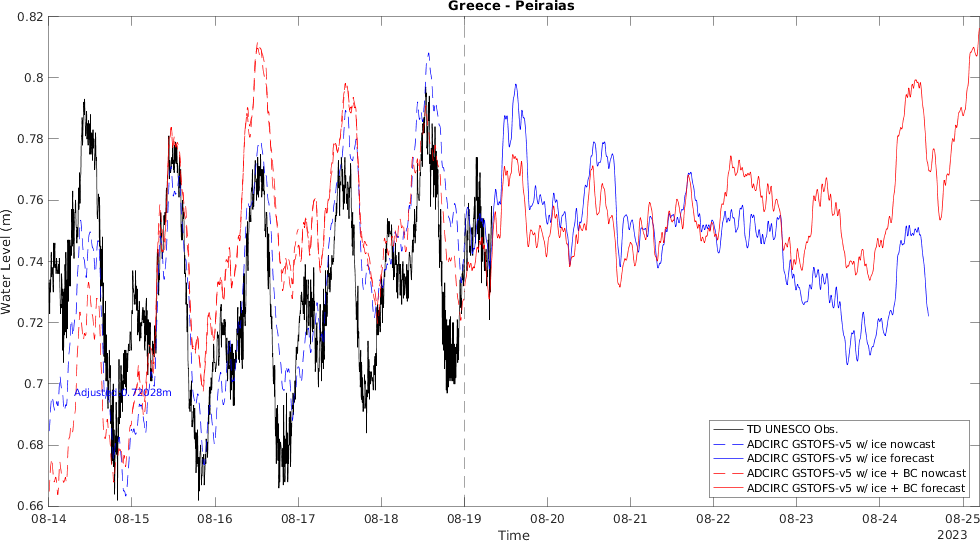 Greece - Peiraias
0.82
0.8
0.78
0.76
0.74
0.72
0.7
0.68
0.66
Water Level (m)
Adjusted 0.72028m
TD UNESCO Obs.
ADCIRC GSTOFS-v5 w/ ice nowcast
ADCIRC GSTOFS-v5 w/ ice forecast
ADCIRC GSTOFS-v5 w/ ice + BC nowcast
ADCIRC GSTOFS-v5 w/ ice + BC forecast
08-14 08-15 08-16 08-17 08-18 08-19 08-20 08-21 08-22 08-23 08-24 08-25
Time
2023